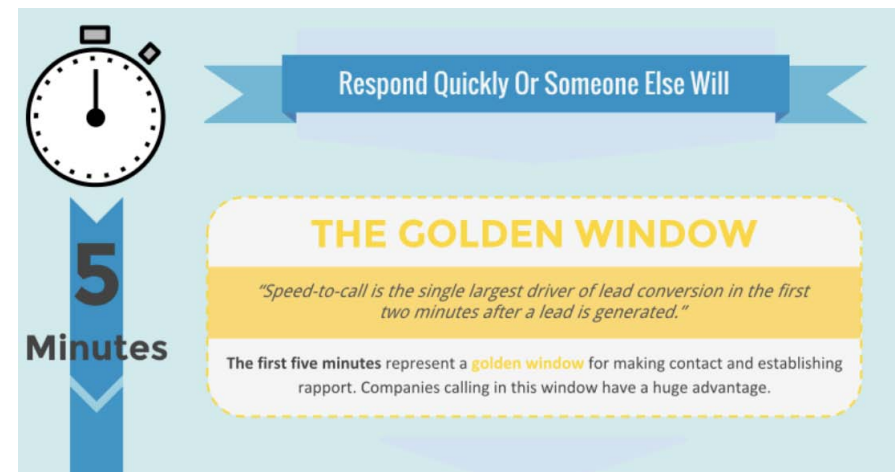 Respond Quickly Or Someone Else Will
5
Minutes
THE GOLDEN WINDOW
"Speed-to-call is the single largest driver of lead conversion in the first
two minutes after a lead is generated."
The first five minutes represent a golden window for making contact and establishing
rapport. Companies calling in this window have a huge advantage.